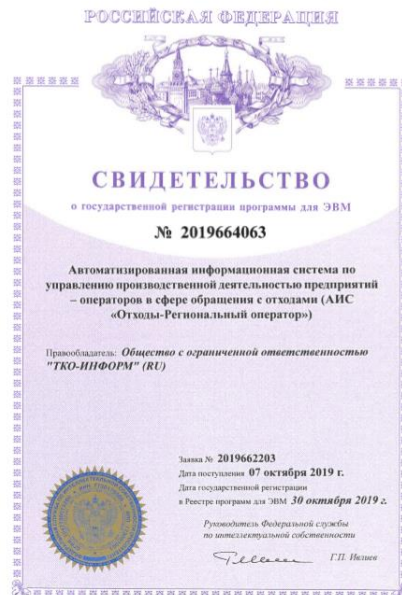 РОССИЙСКАЯ ФЕДЕРАЦИЯ
СВИДЕТЕЛЬСТВО
о государственной регистрации программы для ЭВМ
№ 2019664063
Автоматизированная информационная система по
управлению производственной деятельностью предприятий
– операторов в сфере обращения с отходами (АИС
«Отходы-Региональный оператор»)
Правообладатель: Общество с ограниченной ответственностью
"ТКО-ИНФОРМ" (RU)
Заявка № 2019662203
Дата поступления 07 октября 2019 г.
Дата государственной регистрации
в Реестре программ для ЭВМ 30 октября 2019 г.
Руководитель Федеральной службы
по интеллектуальной собственности
Г.П. Ивлиев